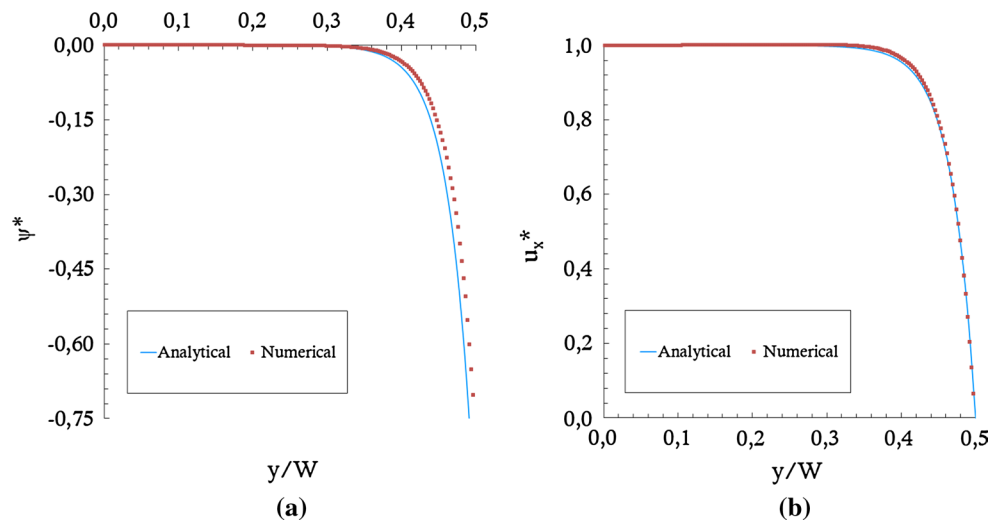 0,0 0,1 0,2 0,3 0,4 0,5
0,00
-0,15
-0,30
-0,45
-0,60
-0,75
ψ*
Analytical Numerical
y/W
(a)
1,0
0,8
0,6
0,4
0,2
0,0
uₓ*
Analytical Numerical
0,0 0,1 0,2 0,3 0,4 0,5
y/W
(b)